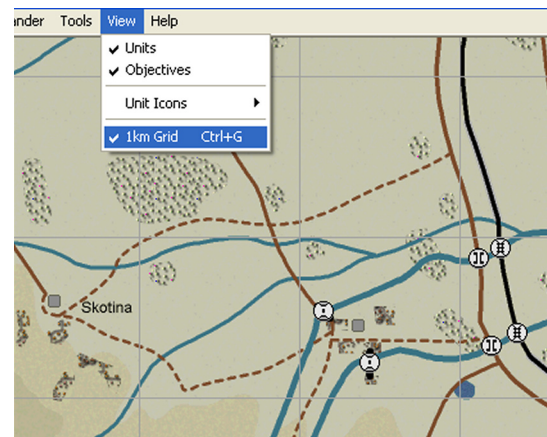 ander Tools View Help
Units
Objectives
Unit Icons
1km Grid Ctrl+G
Skotina